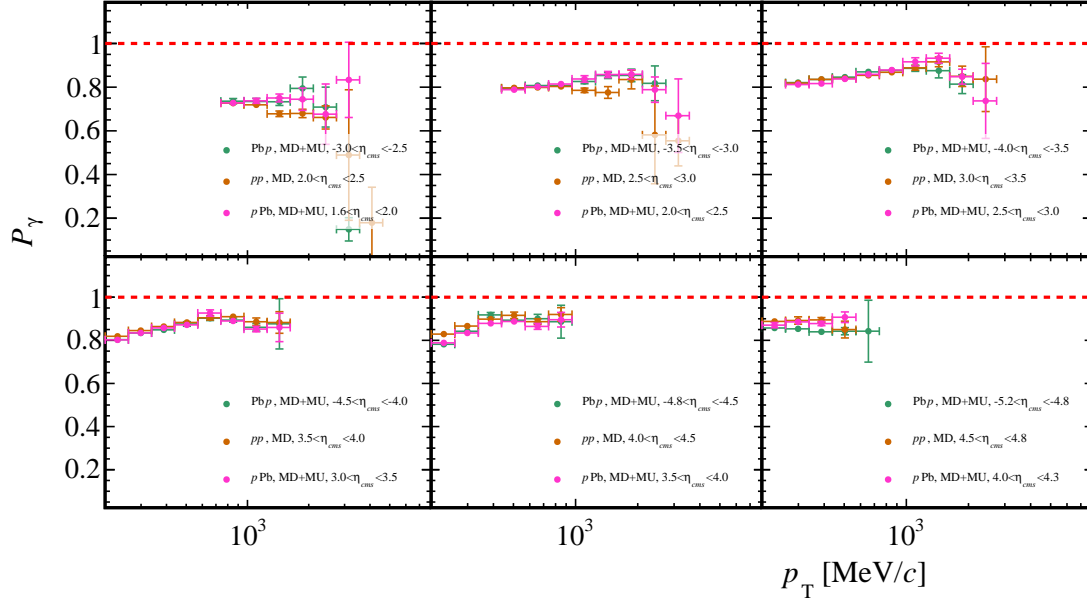 1
0.8
0.6
0.4
0.2
Pbp, MD+MU, -3.0<η_cms<-2.5
pp, MD, 2.0<η_cms<2.5
pPb, MD+MU, 1.6<η_cms<2.0
Pbp, MD+MU, -3.5<η_cms<-3.0
pp, MD, 2.5<η_cms<3.0
pPb, MD+MU, 2.0<η_cms<2.5
Pbp, MD+MU, -4.0<η_cms<-3.5
pp, MD, 3.0<η_cms<3.5
pPb, MD+MU, 2.5<η_cms<3.0
P_γ
1
0.8
0.6
0.4
0.2
Pbp, MD+MU, -4.5<η_cms<-4.0
pp, MD, 3.5<η_cms<4.0
pPb, MD+MU, 3.0<η_cms<3.5
Pbp, MD+MU, -4.8<η_cms<-4.5
pp, MD, 4.0<η_cms<4.5
pPb, MD+MU, 3.5<η_cms<4.0
Pbp, MD+MU, -5.2<η_cms<-4.8
pp, MD, 4.5<η_cms<4.8
pPb, MD+MU, 4.0<η_cms<4.3
10³
10³
10³
p_T [MeV/c]